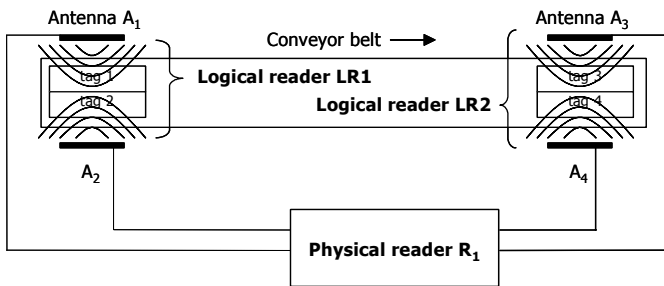 Antenna A₁
Antenna A₃
Conveyor belt
tag 1
Logical reader LR1
tag 3
tag 2
Logical reader LR2
tag 4
A₂
A₄
Physical reader R₁